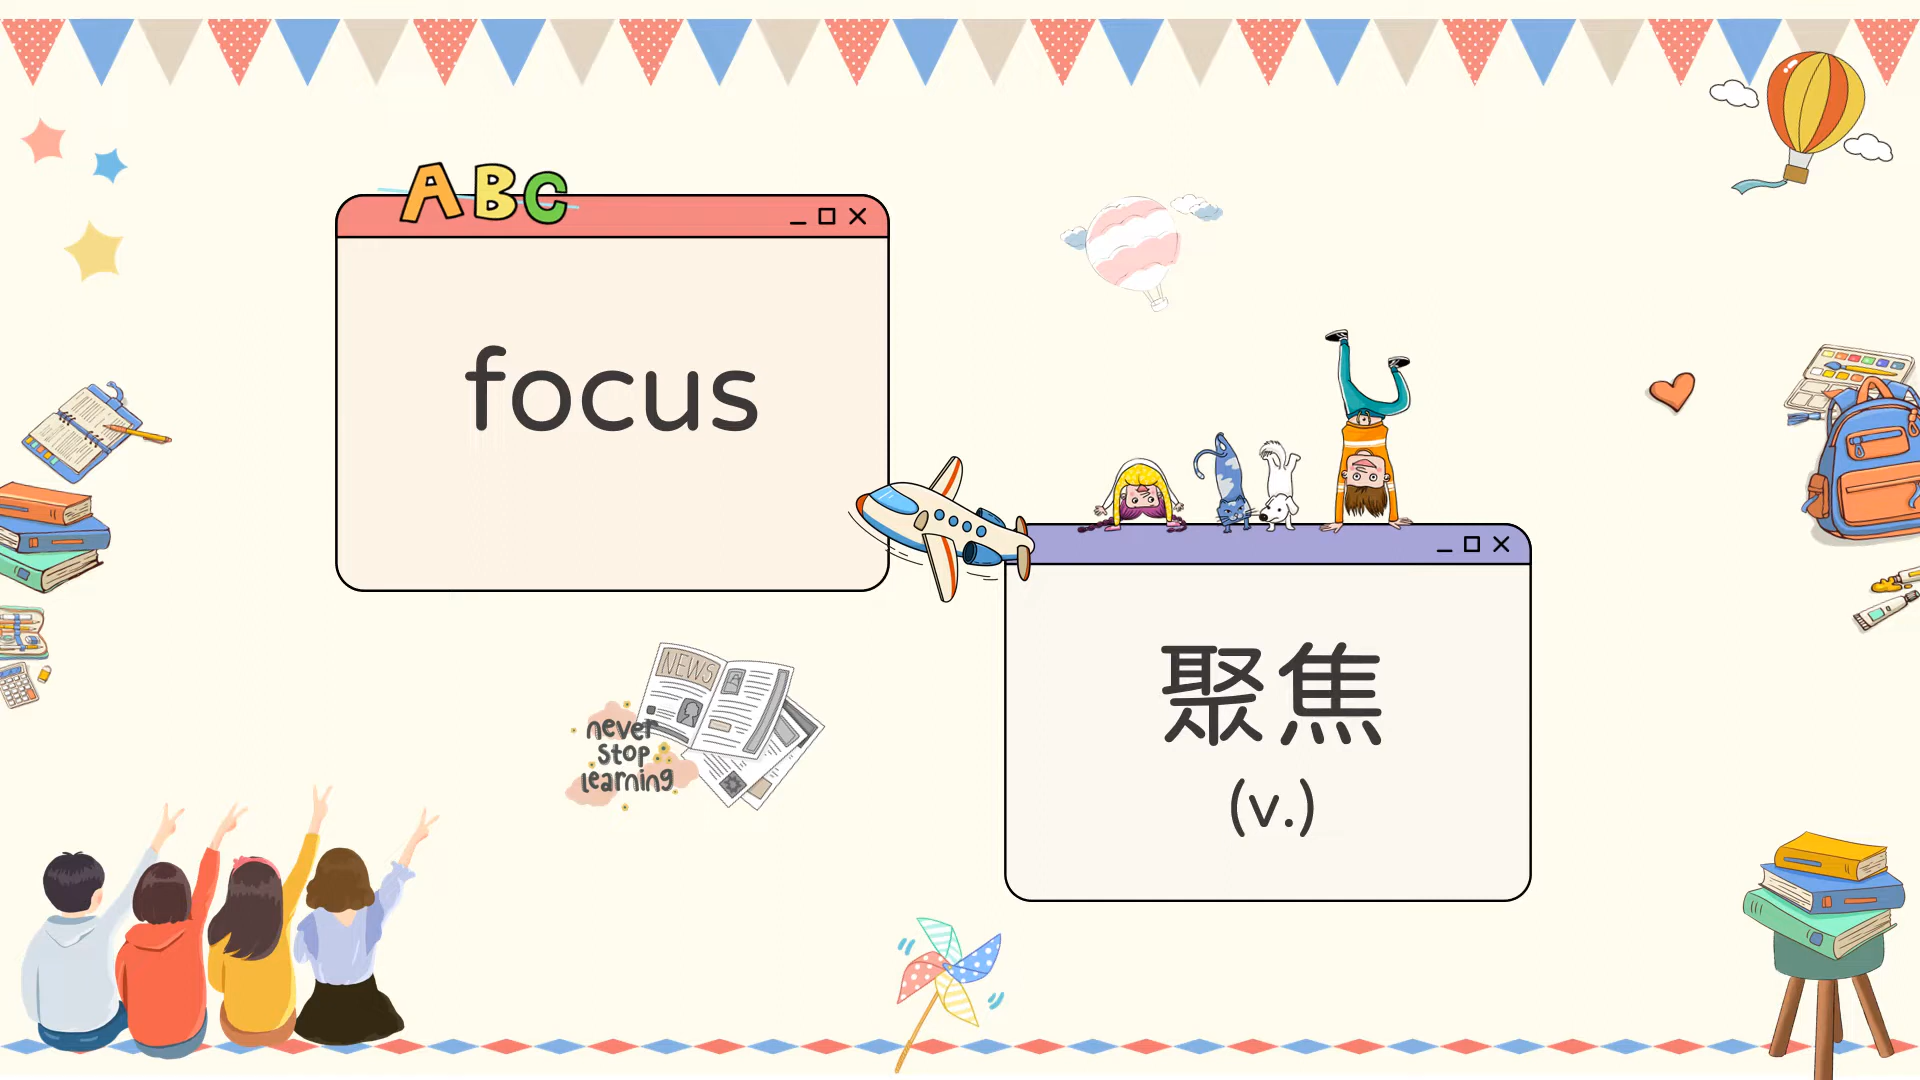 ABC
focus
聚焦
(v.)
NEWS
never
stop
learning